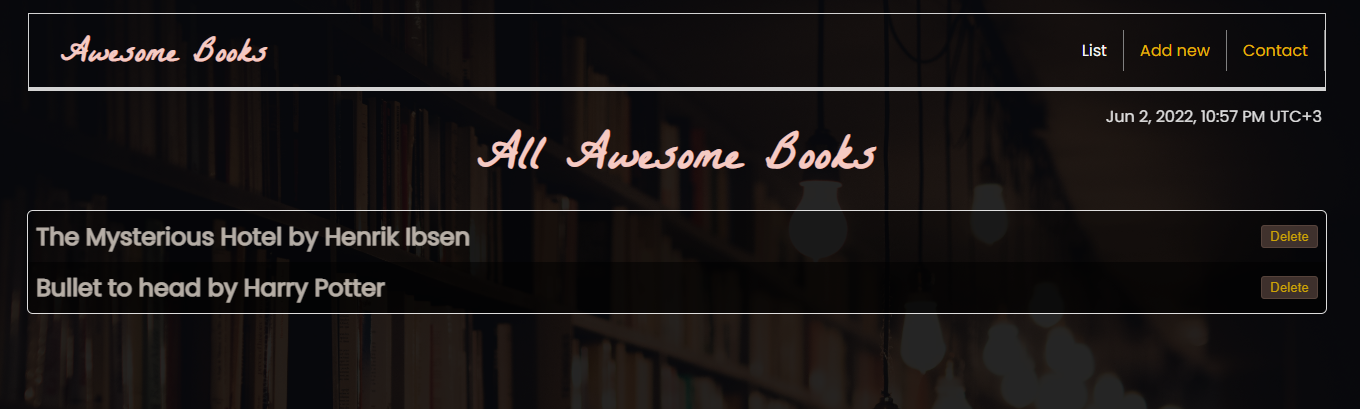 Awesome Books
List
Add new
Contact
Jun 2, 2022, 10:57 PM UTC+3
All Awesome Books
The Mysterious Hotel by Henrik Ibsen
Delete
Bullet to head by Harry Potter
Delete